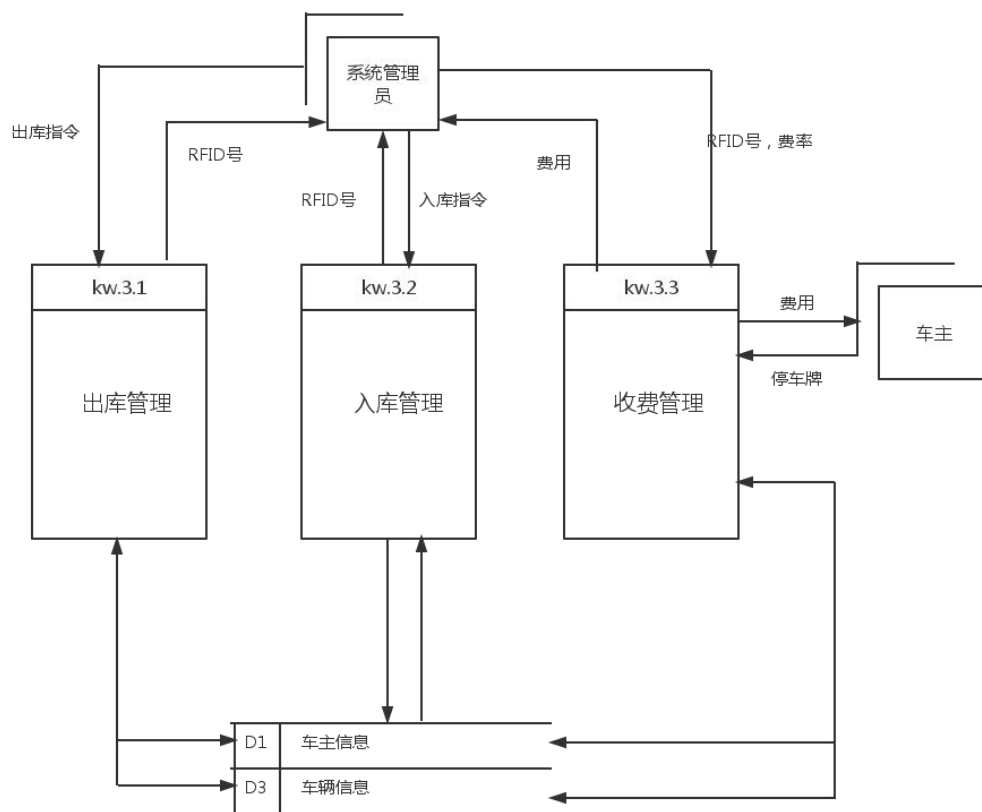 系统管理
员
出库指令
RFID号
RFID号
入库指令
费用
RFID号，费率
kw.3.1
kw.3.2
kw.3.3
费用
车主
停车牌
出库管理
入库管理
收费管理
D1
车主信息
D3
车辆信息